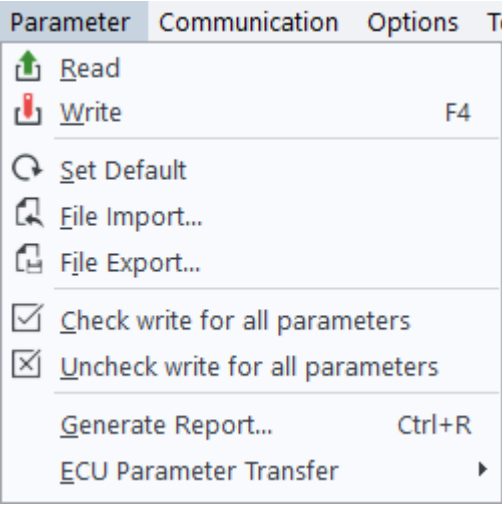 Parameter Communication Options
Read
Write F4
Set Default
File Import...
File Export...
Check write for all parameters
Uncheck write for all parameters
Generate Report... Ctrl+R
ECU Parameter Transfer